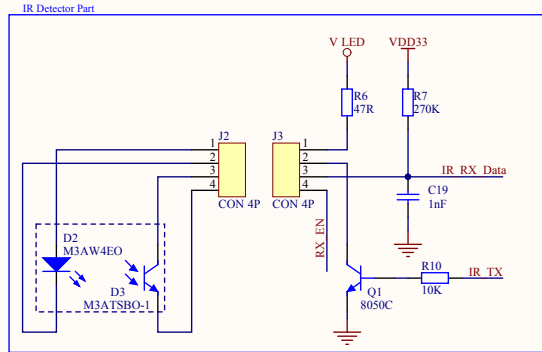 IR Detector Part
V LED
VDD33
R6
47R
R7
270K
J2
J3
1
2
3
4
1
2
3
4
CON 4P
CON 4P
IR_RX_Data
C19
1nF
RX_EN
D2
M3AW4EO
D3
M3ATSBO-1
Q1
8050C
R10
10K
IR_TX